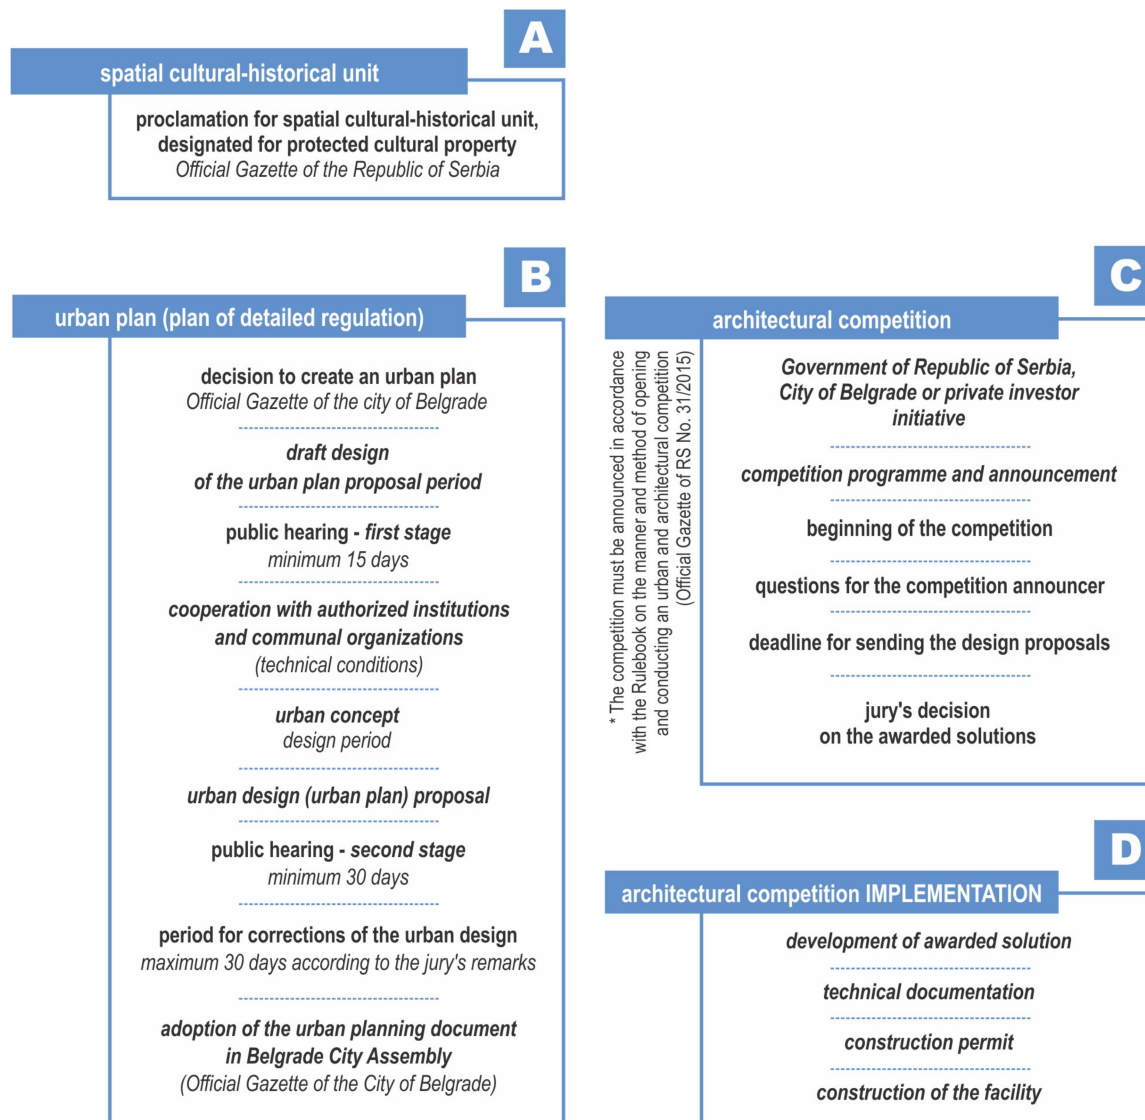 A
spatial cultural-historical unit
proclamation for spatial cultural-historical unit,
designated for protected cultural property
Official Gazette of the Republic of Serbia
B
urban plan (plan of detailed regulation)
decision to create an urban plan
Official Gazette of the city of Belgrade
draft design
of the urban plan proposal period
public hearing - first stage
minimum 15 days
cooperation with authorized institutions
and communal organizations
(technical conditions)
urban concept
design period
urban design (urban plan) proposal
public hearing - second stage
minimum 30 days
period for corrections of the urban design
maximum 30 days according to the jury's remarks
adoption of the urban planning document
in Belgrade City Assembly
(Official Gazette of the City of Belgrade)
C
architectural competition
* The competition must be announced in accordance
with the Rulebook on the manner and method of opening
and conducting an urban and architectural competition
(Official Gazette of RS No. 31/2015)
Government of Republic of Serbia,
City of Belgrade or private investor
initiative
competition programme and announcement
beginning of the competition
questions for the competition announcer
deadline for sending the design proposals
jury's decision
on the awarded solutions
D
architectural competition IMPLEMENTATION
development of awarded solution
technical documentation
construction permit
construction of the facility